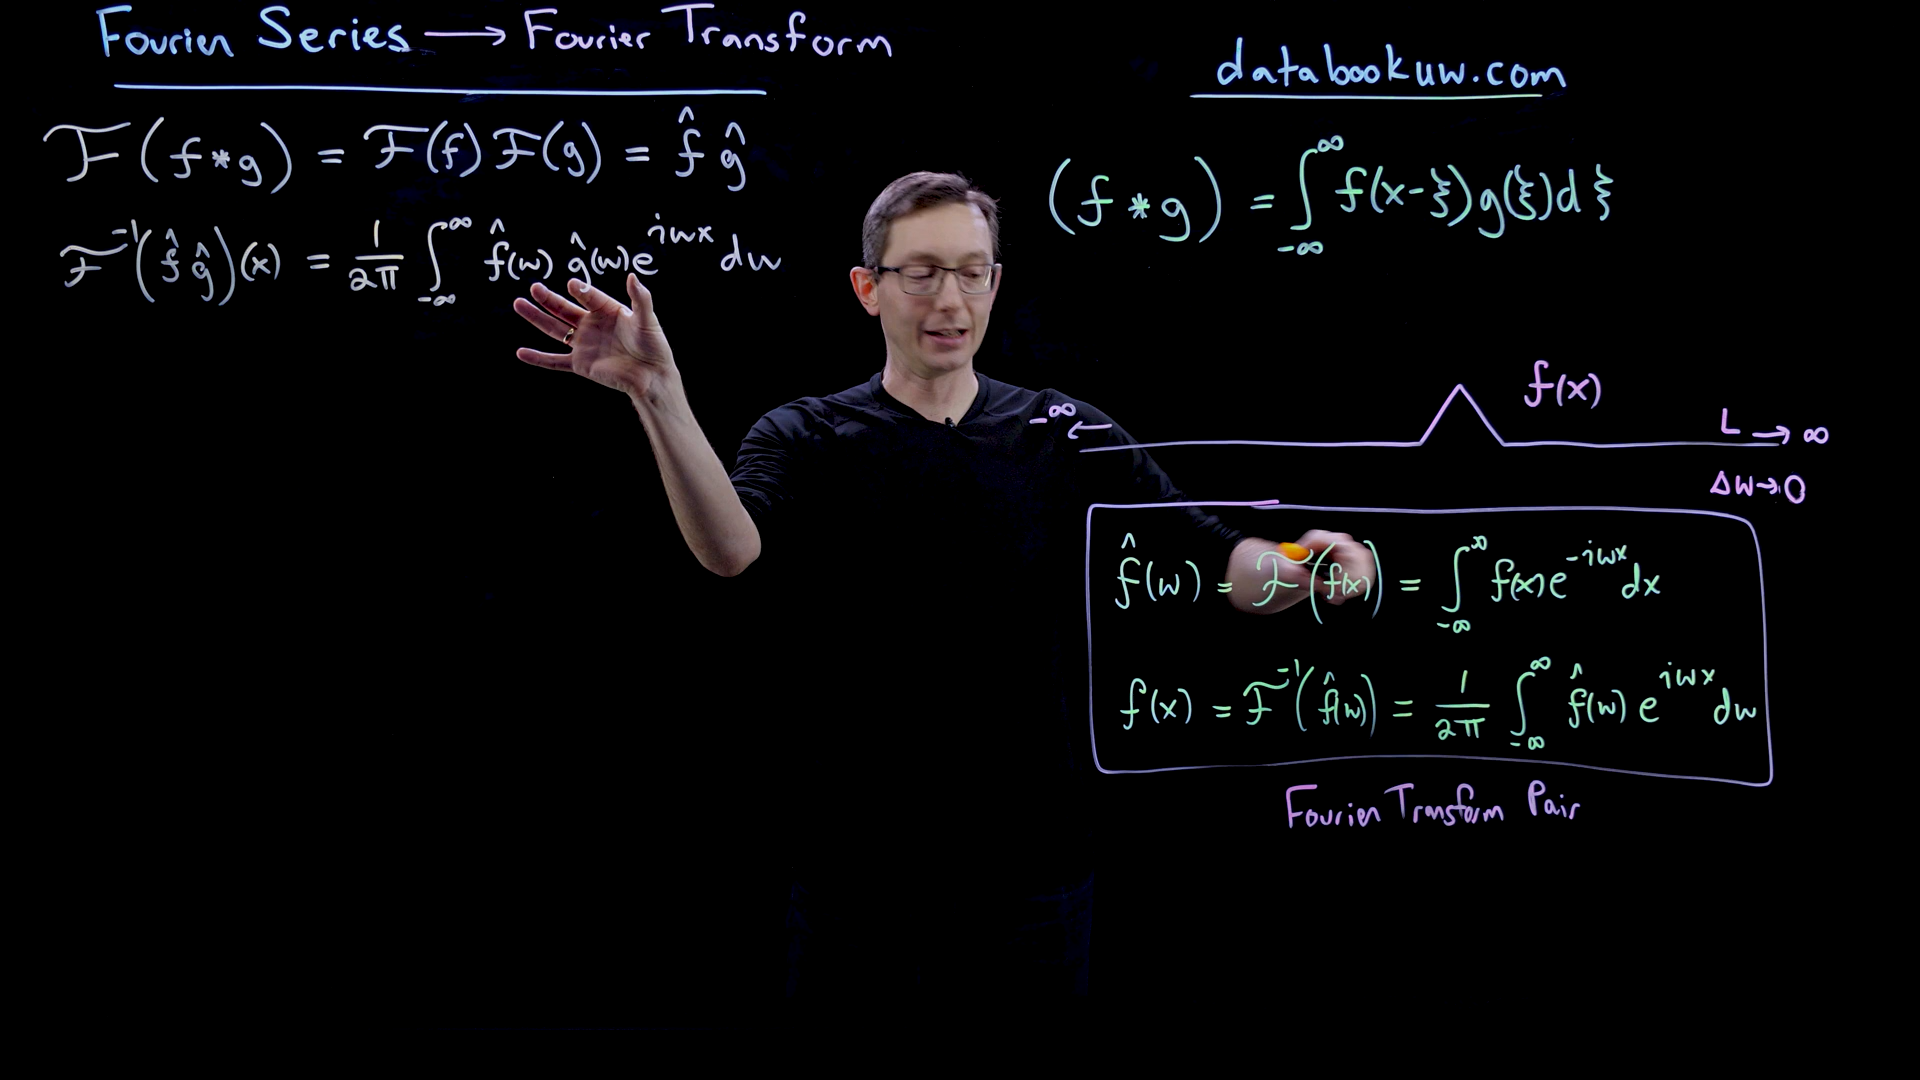 Fourier Series → Fourier Transform
F(f*g) = F(f)F(g) = f̂ ĝ
F⁻¹(f̂ ĝ)(x) = 1/2π ∫_{-∞}^{∞} f̂(w) ĝ(w) e^{iwx} dw
databookuw.com
(f*g) = ∫_{-∞}^{∞} f(x-ξ)g(ξ)dξ
f(x)
-∞ ←
L → ∞
Δw→0
f̂(w) = F(f(x)) = ∫_{-∞}^{∞} f(x)e^{-iwx}dx
f(x) = F⁻¹(f̂(w)) = 1/2π ∫_{-∞}^{∞} f̂(w) e^{iwx}dw
Fourier Transform Pair